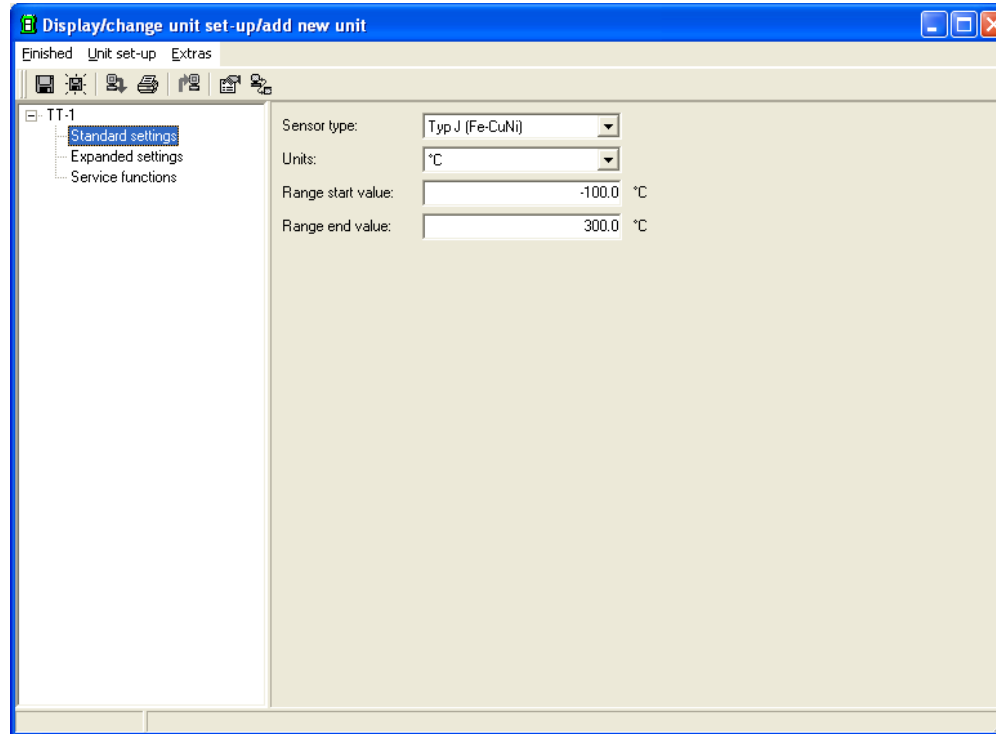 Display/change unit set-up/add new unit
Finished Unit set-up Extras
TT-1
Standard settings
Expanded settings
Service functions
Sensor type: Typ J (Fe-CuNi)
Units: °C
Range start value: -100.0 °C
Range end value: 300.0 °C